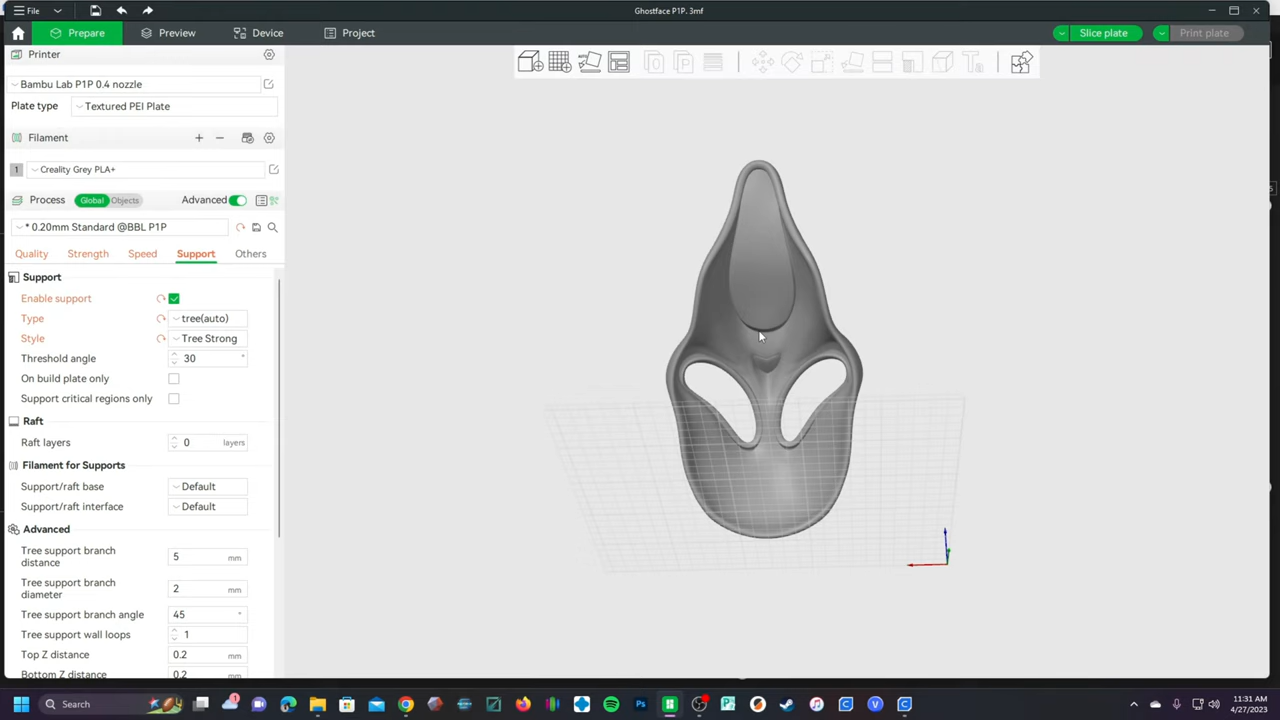 File
Ghostface P1P. 3mf
Prepare
Preview
Device
Project
Slice plate
Print plate
Printer
Bambu Lab P1P 0.4 nozzle
Plate type
Textured PEI Plate
Filament
1
Creality Grey PLA+
Process
Global
Objects
Advanced
* 0.20mm Standard @BBL P1P
Quality
Strength
Speed
Support
Others
Support
Enable support
Type
tree(auto)
Style
Tree Strong
Threshold angle
30
°
On build plate only
Support critical regions only
Raft
Raft layers
0
layers
Filament for Supports
Support/raft base
Default
Support/raft interface
Default
Advanced
Tree support branch
distance
5
mm
Tree support branch
diameter
2
mm
Tree support branch angle
45
°
Tree support wall loops
1
Top Z distance
0.2
mm
Bottom Z distance
0.2
mm
Search
11:31 AM
4/27/2023